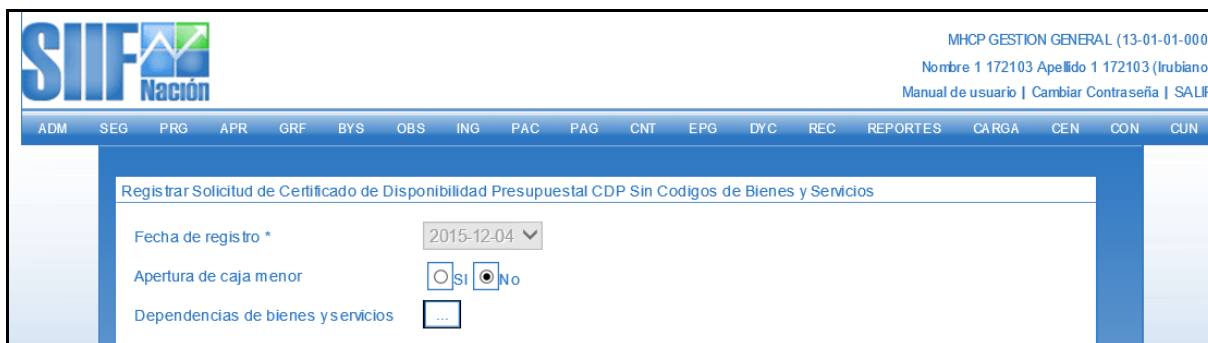 SIIF
Nación
MHCP GESTION GENERAL (13-01-01-000
Nombre 1 172103 Apellido 1 172103 (lrubiano
Manual de usuario | Cambiar Contraseña | SALIR
ADM SEG PRG APR GRF BYS OBS ING PAC PAG CNT EPG DYC REC REPORTES CARGA CEN CON CUN
Registrar Solicitud de Certificado de Disponibilidad Presupuestal CDP Sin Codigos de Bienes y Servicios
Fecha de registro * 2015-12-04
Apertura de caja menor SI No
Dependencias de bienes y servicios ...